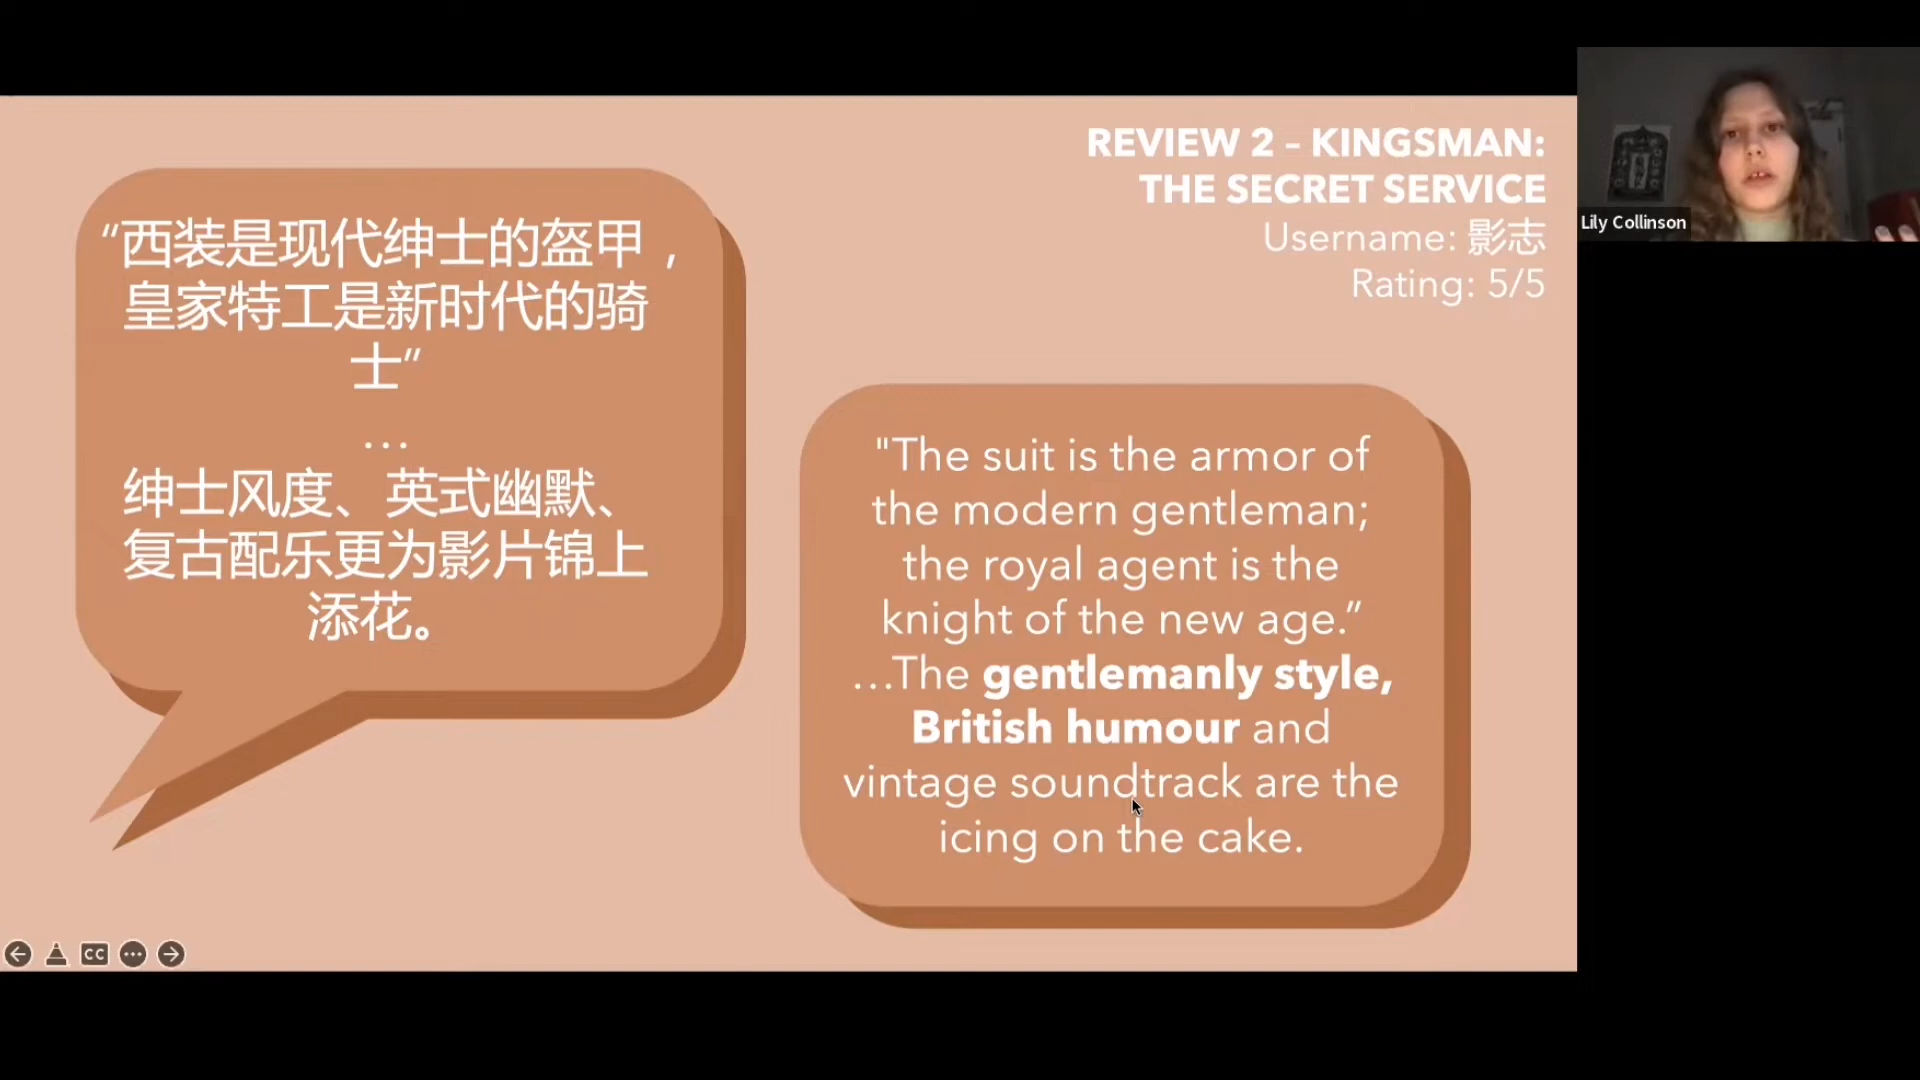 REVIEW 2 – KINGSMAN:
THE SECRET SERVICE
Username: 影志
Rating: 5/5
“西装是现代绅士的盔甲，
皇家特工是新时代的骑
士”
…
绅士风度、英式幽默、
复古配乐更为影片锦上
添花。
"The suit is the armor of
the modern gentleman;
the royal agent is the
knight of the new age.”
…The gentlemanly style,
British humour and
vintage soundtrack are the
icing on the cake.
Lily Collinson
CC